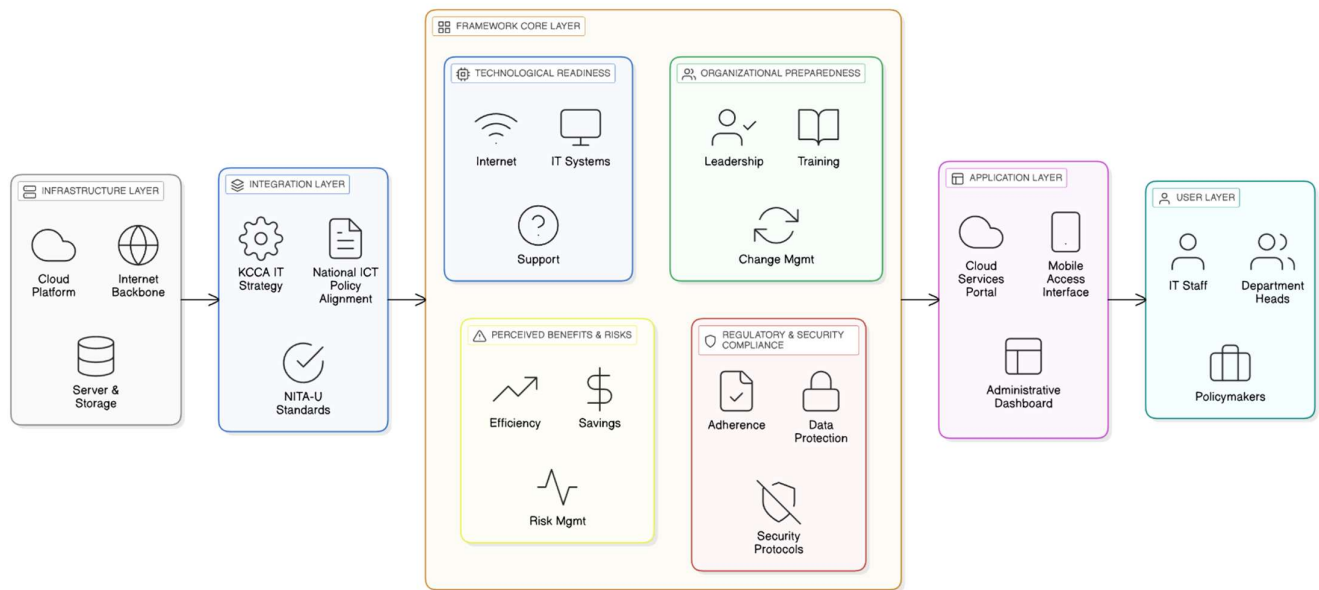 INFRASTRUCTURE LAYER
Cloud
Platform
Internet
Backbone
Server &
Storage
INTEGRATION LAYER
KCCA IT
Strategy
National ICT
Policy
Alignment
NITA-U
Standards
FRAMEWORK CORE LAYER
TECHNOLOGICAL READINESS
Internet
IT Systems
Support
ORGANIZATIONAL PREPAREDNESS
Leadership
Training
Change Mgmt
PERCEIVED BENEFITS & RISKS
Efficiency
Savings
Risk Mgmt
REGULATORY & SECURITY
COMPLIANCE
Adherence
Data
Protection
Security
Protocols
APPLICATION LAYER
Cloud
Services
Portal
Mobile
Access
Interface
Administrative
Dashboard
USER LAYER
IT Staff
Department
Heads
Policymakers